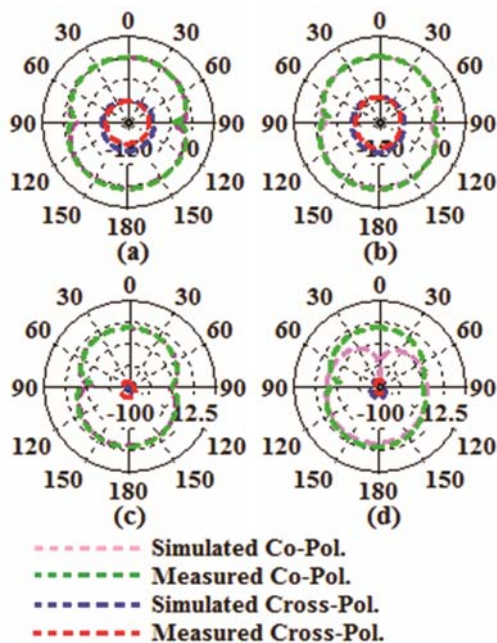 0 0
30 30 30 30
60 60 60 60
90 90 90 90
0 0
120 120 120 120
150 150 150 150
180 180
(a) (b)
0 0
30 30 30 30
60 60 60 60
90 90 90 90
-100 12.5 -100 12.5
120 120 120 120
150 150 150 150
180 180
(c) (d)
Simulated Co-Pol.
Measured Co-Pol.
Simulated Cross-Pol.
Measured Cross-Pol.